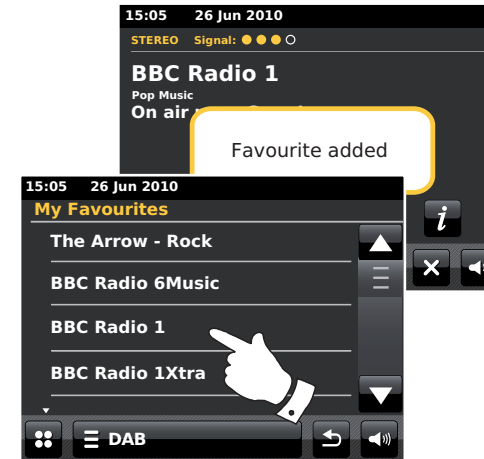 15:05 26 Jun 2010
STEREO Signal:
BBC Radio 1
Pop Music
On air
Favourite added
15:05 26 Jun 2010
My Favourites
The Arrow - Rock
BBC Radio 6Music
BBC Radio 1
BBC Radio 1Xtra
DAB